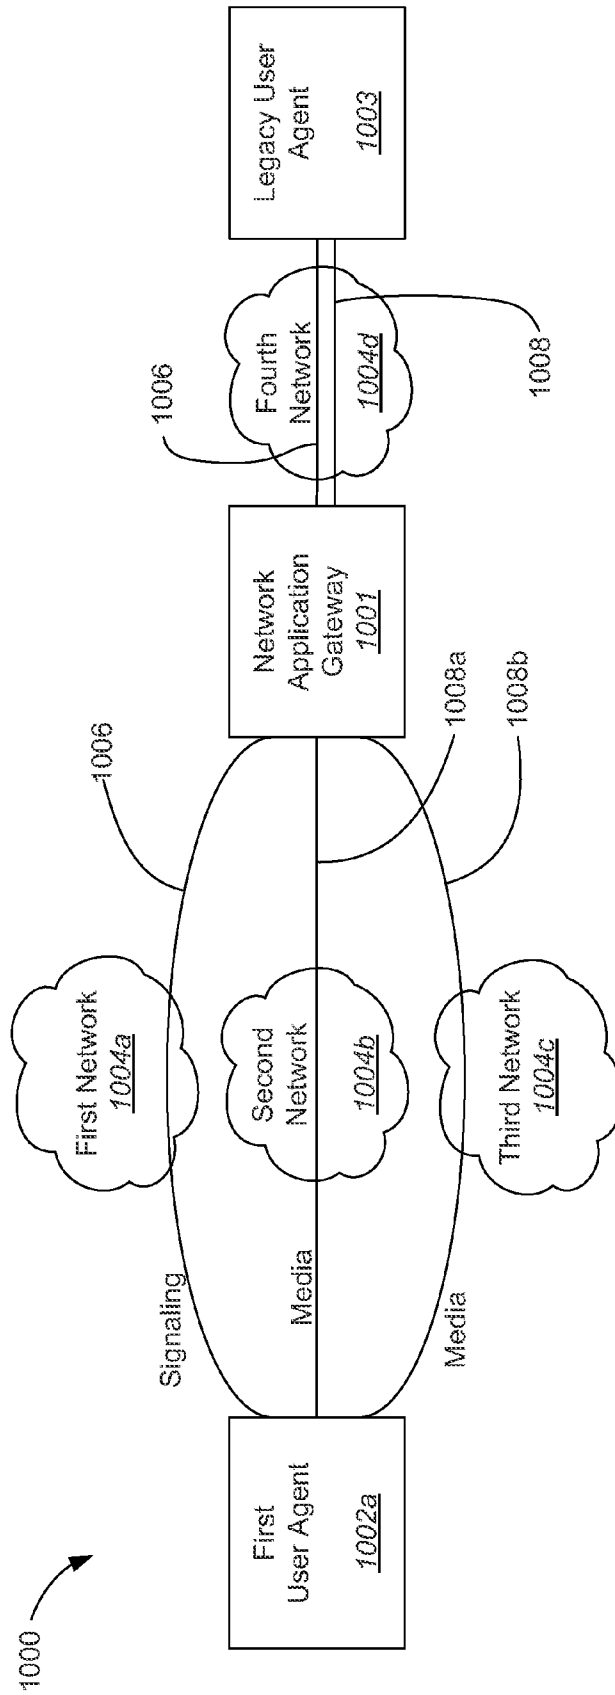 1000
First
User Agent
1002a
Signaling
Media
Media
First Network
1004a
Second
Network
1004b
Third Network
1004c
1006
1008a
1008b
Network
Application
Gateway
1001
1006
Fourth
Network
1004d
1008
Legacy User
Agent
1003